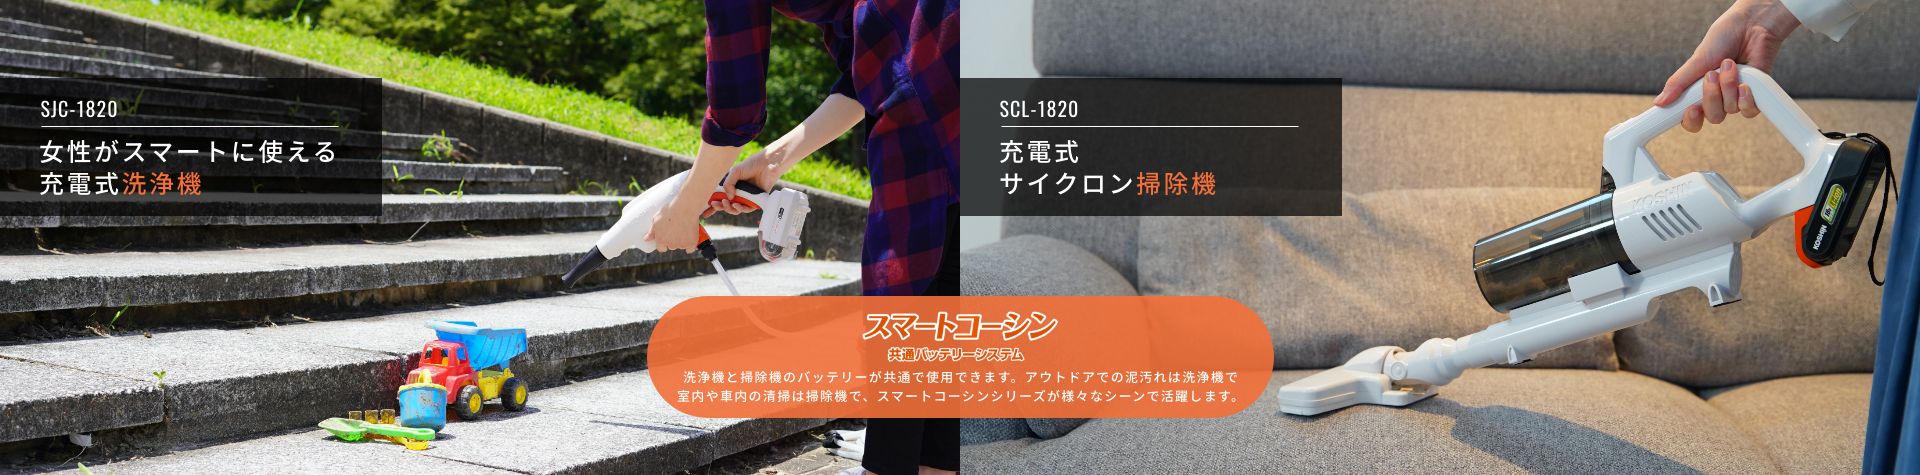 SJC-1820
女性がスマートに使える
充電式洗浄機
SCL-1820
充電式
サイクロン掃除機
KOSHIN
KOSHIN
スマートコーシン
共通バッテリーシステム
洗浄機と掃除機のバッテリーが共通で使用できます。アウトドアでの泥汚れは洗浄機で
室内や車内の清掃は掃除機で、スマートコーシンシリーズが様々なシーンで活躍します。